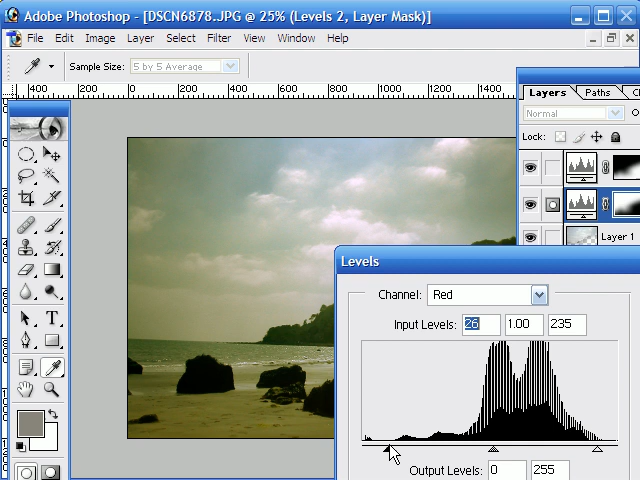 Adobe Photoshop - [DSCN6878.JPG @ 25% (Levels 2, Layer Mask)]
File Edit Image Layer Select Filter View Window Help
Sample Size: 5 by 5 Average
400 200 0 200 400 600 800 1000 1200 1400
Layers Paths
Normal
Lock:
Layer 1
Levels
Channel: Red
Input Levels: 26 1.00 235
Output Levels: 0 255